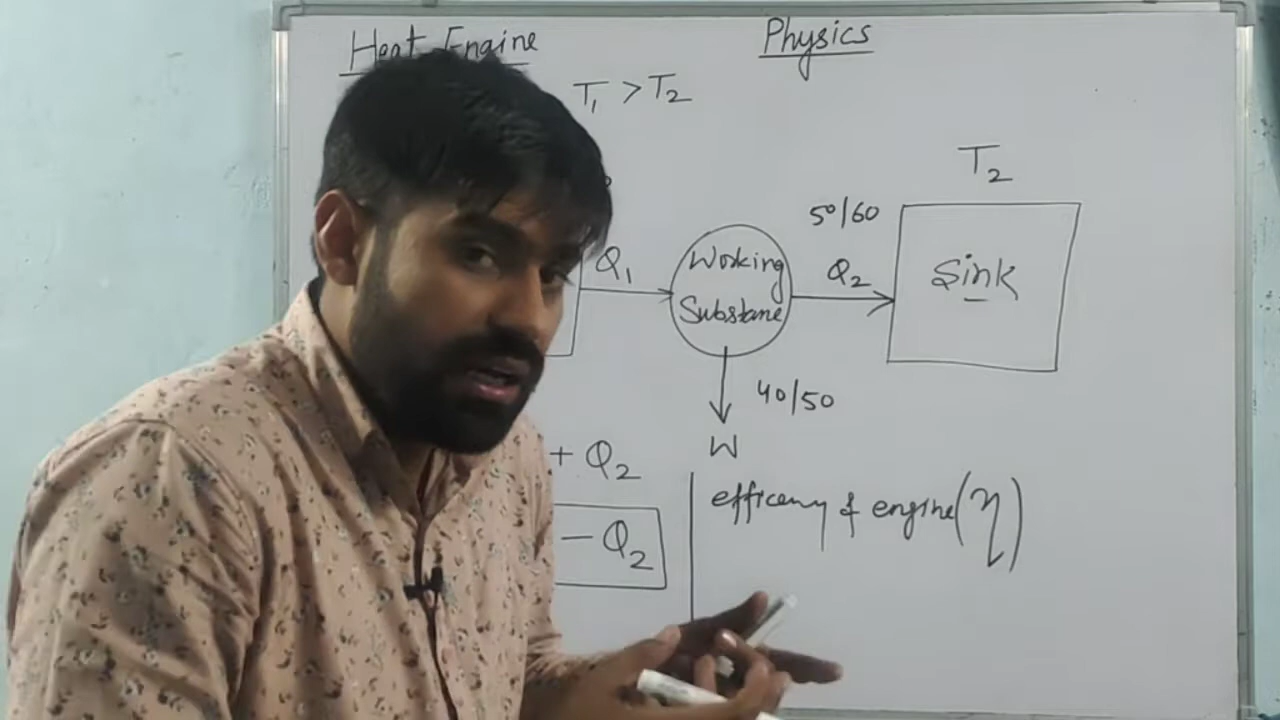 Heat Engine
Physics
T₁ > T₂
T₂
50/60
Q₁
Working
Substane
Q₂
Sink
40/50
W
+ Q₂
efficency of engine (η)
- Q₂